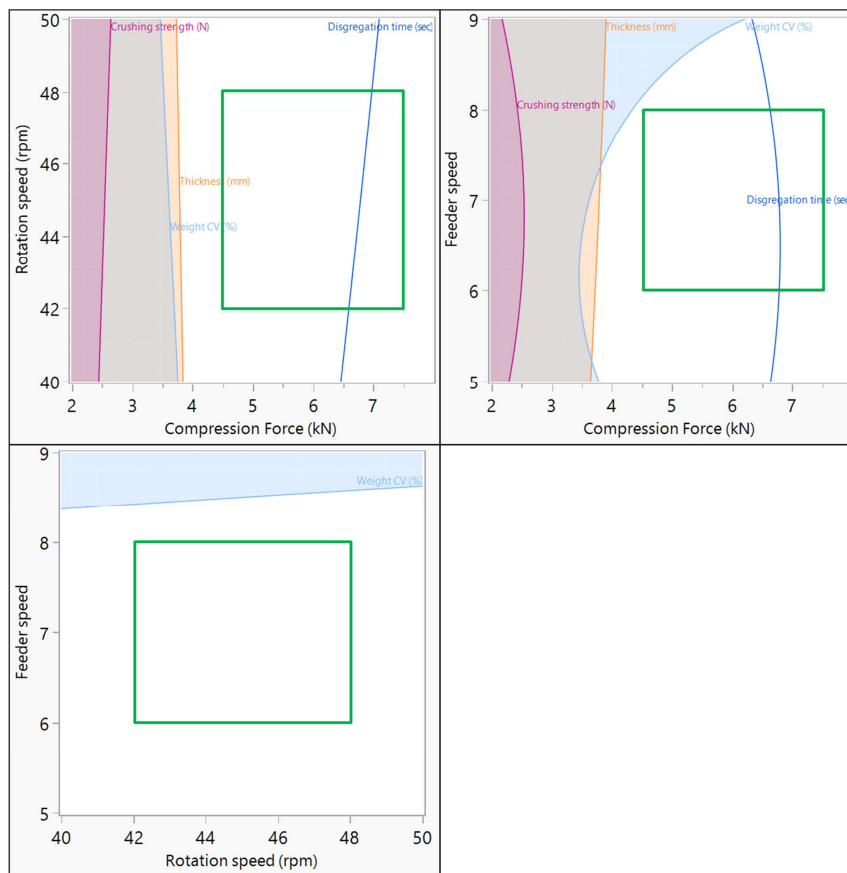 50
48
46
44
42
40
Rotation speed (rpm)
Crushing strength (N)
Disgregation time (sec)
Thickness (mm)
Weight CV (%)
2
3
4
5
6
7
Compression Force (kN)
9
8
7
6
5
Feeder speed
Thickness (mm)
Weight CV (%)
Crushing strength (N)
Disgregation time (sec
2
3
4
5
6
7
Compression Force (kN)
9
8
7
6
5
Feeder speed
Weight CV (%)
40
42
44
46
48
50
Rotation speed (rpm)